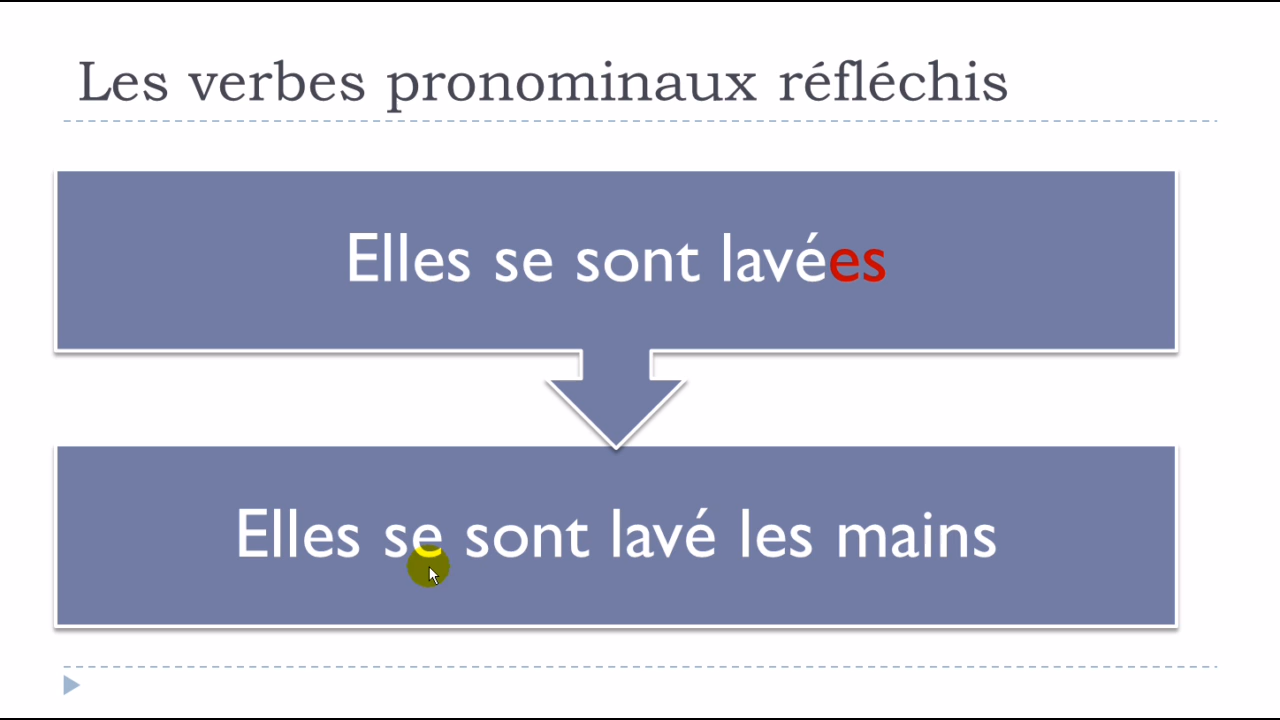 Les verbes pronominaux réfléchis
Elles se sont lavées
Elles se sont lavé les mains